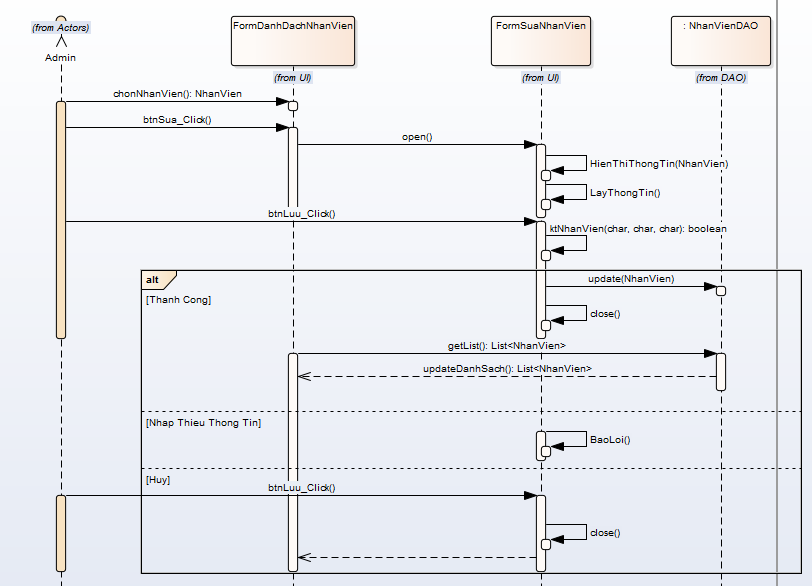 (from Actors)
Admin
FormDanhDachNhanVien
(from UI)
FormSuaNhanVien
(from UI)
: NhanVienDAO
(from DAO)
chonNhanVien(): NhanVien
btnSua_Click()
open()
HienThiThongTin(NhanVien)
LayThongTin()
btnLuu_Click()
ktNhanVien(char, char, char): boolean
alt
update(NhanVien)
[Thanh Cong]
close()
getList(): List<NhanVien>
updateDanhSach(): List<NhanVien>
[Nhap Thieu Thong Tin]
BaoLoi()
[Huy]
btnLuu_Click()
close()